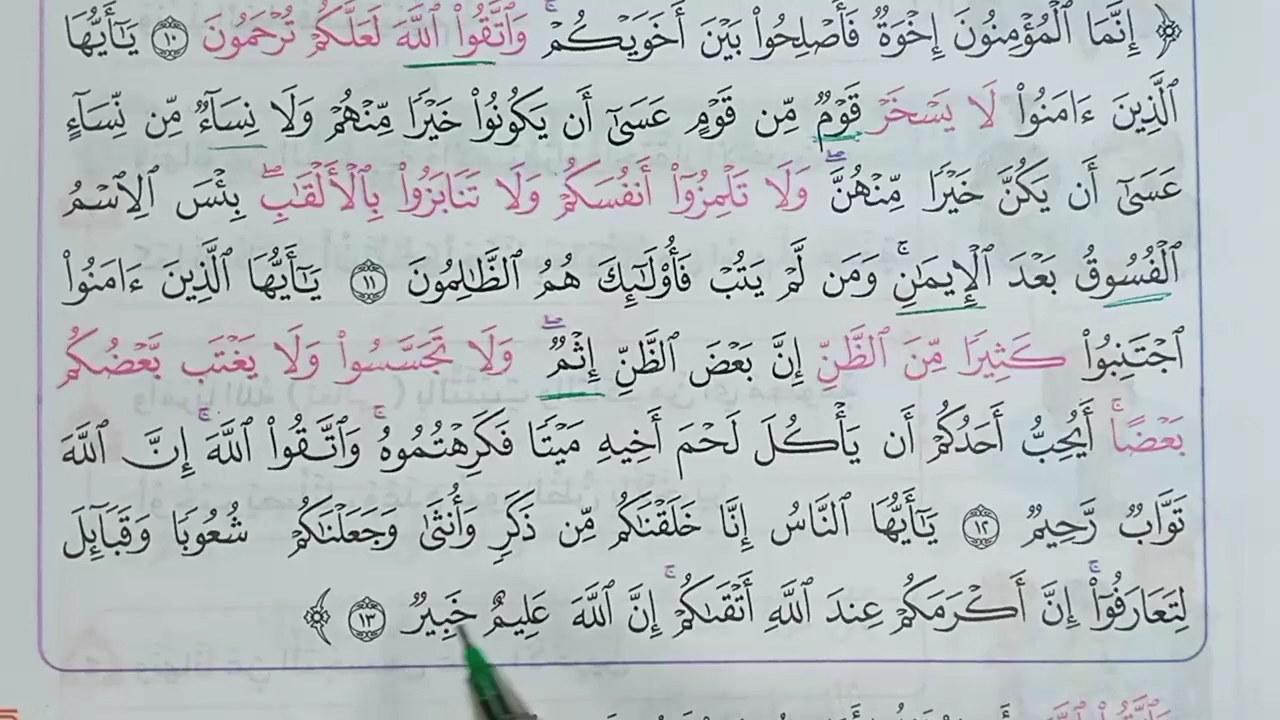 ﴿ إِنَّمَا ٱلْمُؤْمِنُونَ إِخْوَةٌ فَأَصْلِحُوا۟ بَيْنَ أَخَوَيْكُمْ ۚ وَٱتَّقُوا۟ ٱللَّهَ لَعَلَّكُمْ تُرْحَمُونَ ١٠ يَـٰٓأَيُّهَا
ٱلَّذِينَ ءَامَنُوا۟ لَا يَسْخَرْ قَوْمٌ مِّن قَوْمٍ عَسَىٰٓ أَن يَكُونُوا۟ خَيْرًا مِّنْهُمْ وَلَا نِسَآءٌ مِّن نِّسَآءٍ
عَسَىٰٓ أَن يَكُنَّ خَيْرًا مِّنْهُنَّ ۖ وَلَا تَلْمِزُوٓا۟ أَنفُسَكُمْ وَلَا تَنَابَزُوا۟ بِٱلْأَلْقَـٰبِ ۖ بِئْسَ ٱلِٱسْمُ
ٱلْفُسُوقُ بَعْدَ ٱلْإِيمَـٰنِ ۚ وَمَن لَّمْ يَتُبْ فَأُو۟لَـٰٓئِكَ هُمُ ٱلظَّـٰلِمُونَ ١١ يَـٰٓأَيُّهَا ٱلَّذِينَ ءَامَنُوا۟
ٱجْتَنِبُوا۟ كَثِيرًا مِّنَ ٱلظَّنِّ إِنَّ بَعْضَ ٱلظَّنِّ إِثْمٌ ۖ وَلَا تَجَسَّسُوا۟ وَلَا يَغْتَب بَّعْضُكُم
بَعْضًا ۚ أَيُحِبُّ أَحَدُكُمْ أَن يَأْكُلَ لَحْمَ أَخِيهِ مَيْتًا فَكَرِهْتُمُوهُ ۚ وَٱتَّقُوا۟ ٱللَّهَ ۚ إِنَّ ٱللَّهَ
تَوَّابٌ رَّحِيمٌ ١٢ يَـٰٓأَيُّهَا ٱلنَّاسُ إِنَّا خَلَقْنَـٰكُم مِّن ذَكَرٍ وَأُنثَىٰ وَجَعَلْنَـٰكُمْ شُعُوبًا وَقَبَآئِلَ
لِتَعَارَفُوٓا۟ ۚ إِنَّ أَكْرَمَكُمْ عِندَ ٱللَّهِ أَتْقَىٰكُمْ ۚ إِنَّ ٱللَّهَ عَلِيمٌ خَبِيرٌ ١٣ ﴾